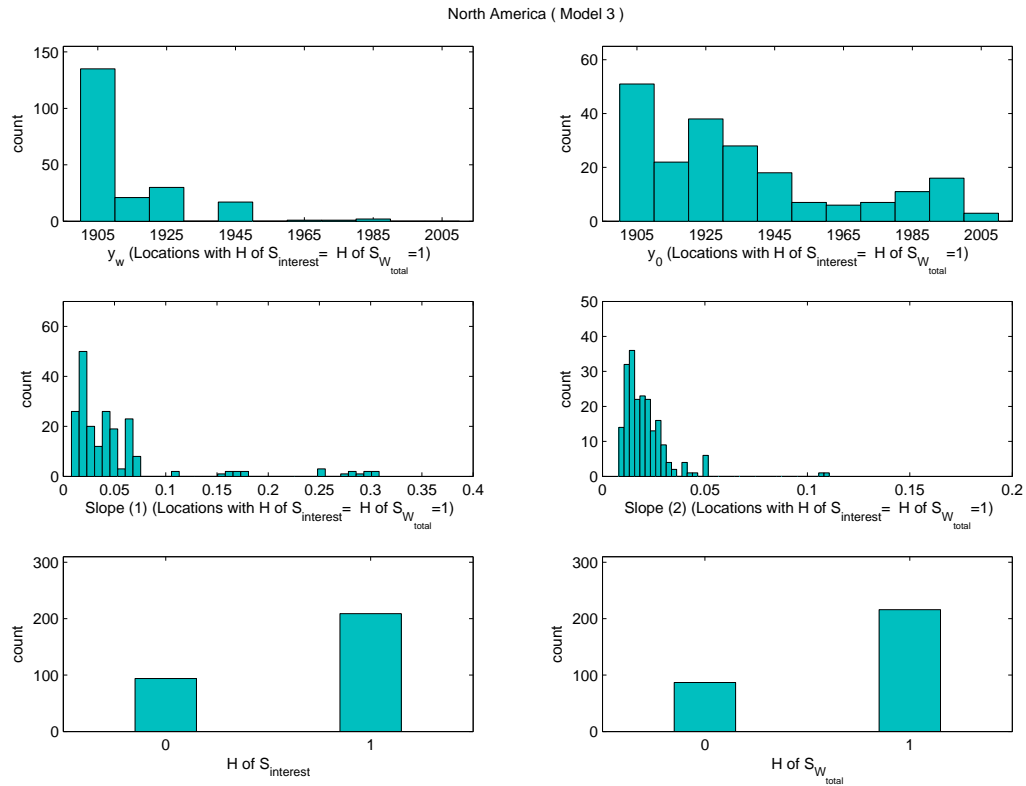 North America ( Model 3 )
150
100
50
0
count
1905 1925 1945 1965 1985 2005
y_w (Locations with H of S_interest= H of S_W_total =1)
60
40
20
0
count
1905 1925 1945 1965 1985 2005
y_0 (Locations with H of S_interest= H of S_W_total =1)
60
40
20
0
count
0 0.05 0.1 0.15 0.2 0.25 0.3 0.35 0.4
Slope (1) (Locations with H of S_interest= H of S_W_total =1)
50
40
30
20
10
0
count
0 0.05 0.1 0.15 0.2
Slope (2) (Locations with H of S_interest= H of S_W_total =1)
300
200
100
0
count
0 1
H of S_interest
300
200
100
0
count
0 1
H of S_W_total